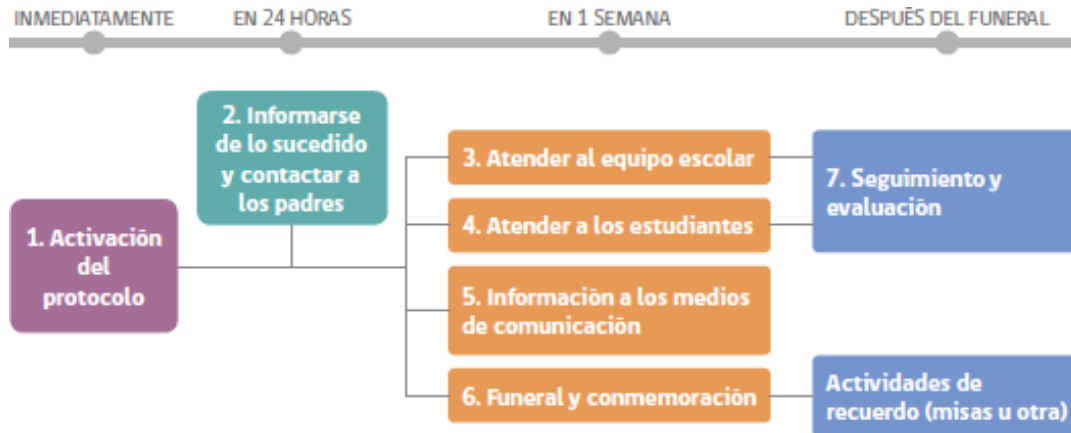 INMEDIATAMENTE
EN 24 HORAS
EN 1 SEMANA
DESPUÉS DEL FUNERAL
1. Activación
del
protocolo
2. Informarse
de lo sucedido
y contactar a
los padres
3. Atender al equipo escolar
4. Atender a los estudiantes
5. Información a los medios
de comunicación
6. Funeral y conmemoración
7. Seguimiento y
evaluación
Actividades de
recuerdo (misas u otra)